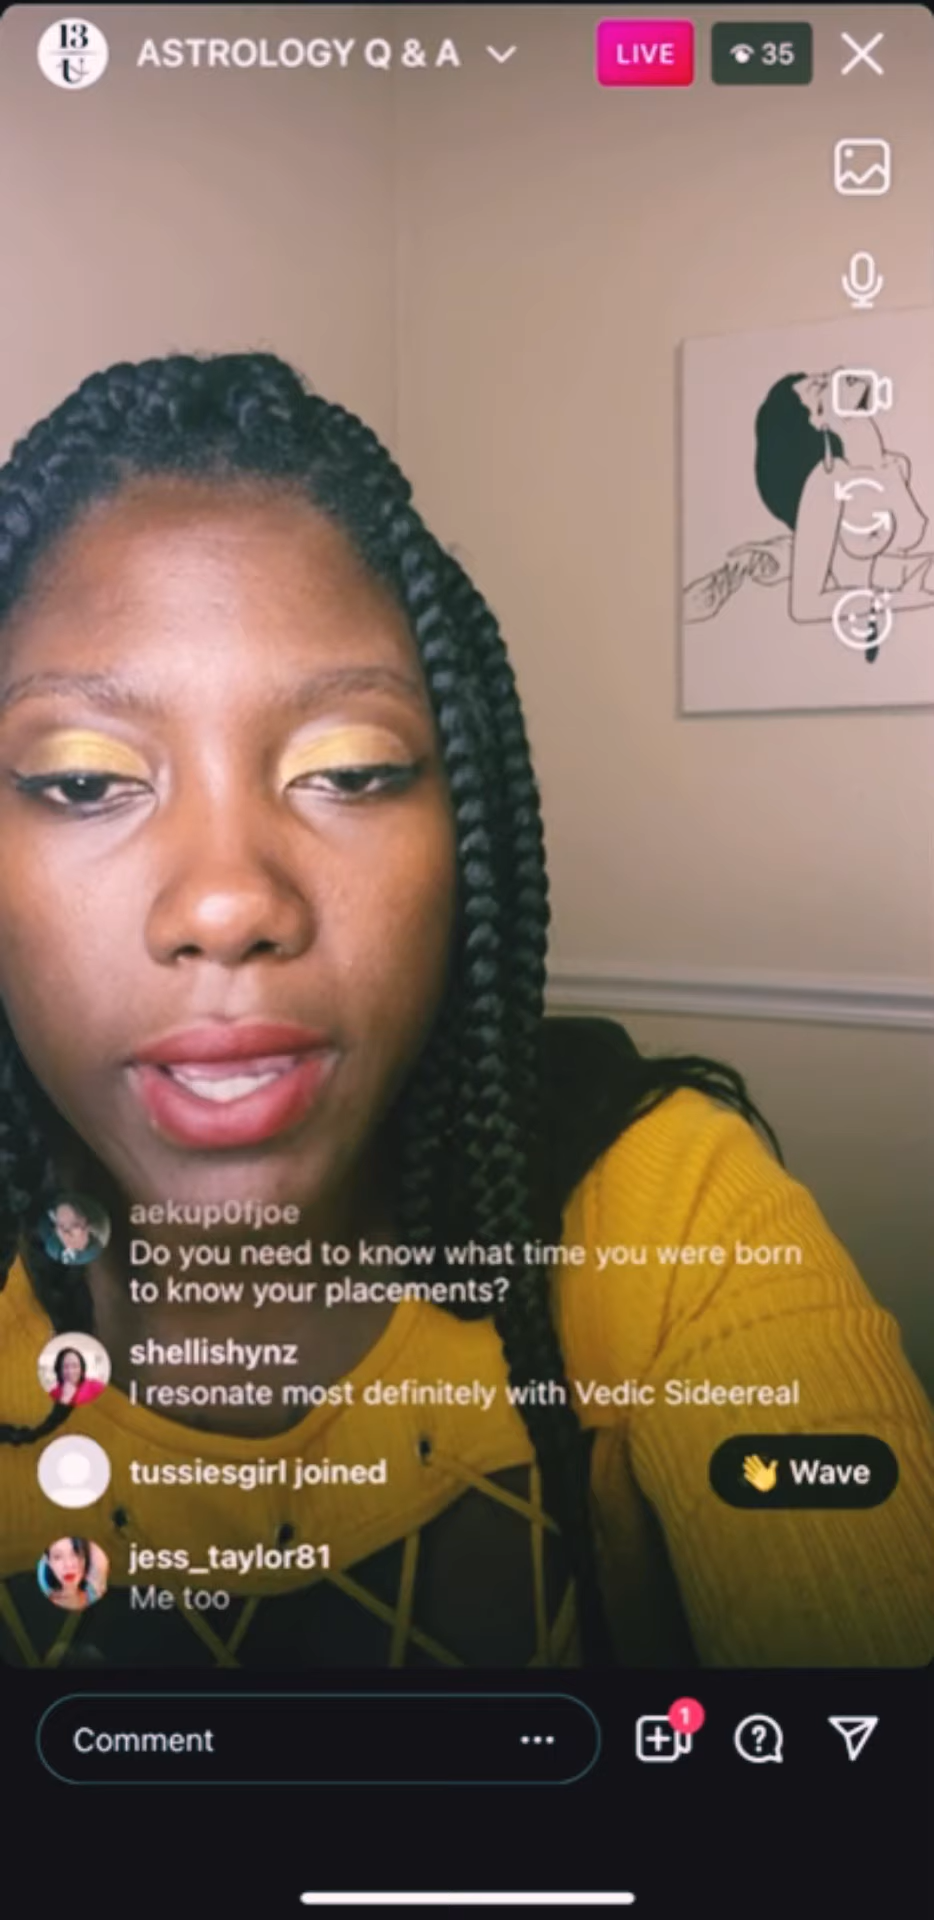 13
U
ASTROLOGY Q & A
LIVE
35
aekup0fjoe
Do you need to know what time you were born
to know your placements?
shellishynz
I resonate most definitely with Vedic Sideereal
tussiesgirl joined
Wave
jess_taylor81
Me too
Comment
1